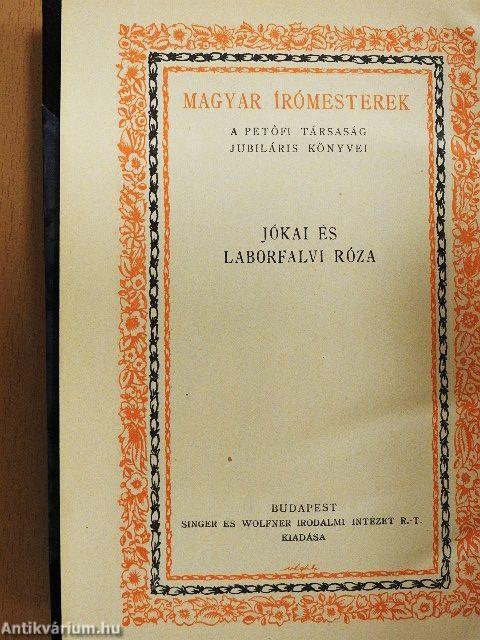 MAGYAR ÍRÓMESTEREK
A PETŐFI TÁRSASÁG
JUBILÁRIS KÖNYVEI
JÓKAI ÉS
LABORFALVI RÓZA
BUDAPEST
SINGER ÉS WOLFNER IRODALMI INTÉZET R.-T.
KIADÁSA
Antikvárium.hu